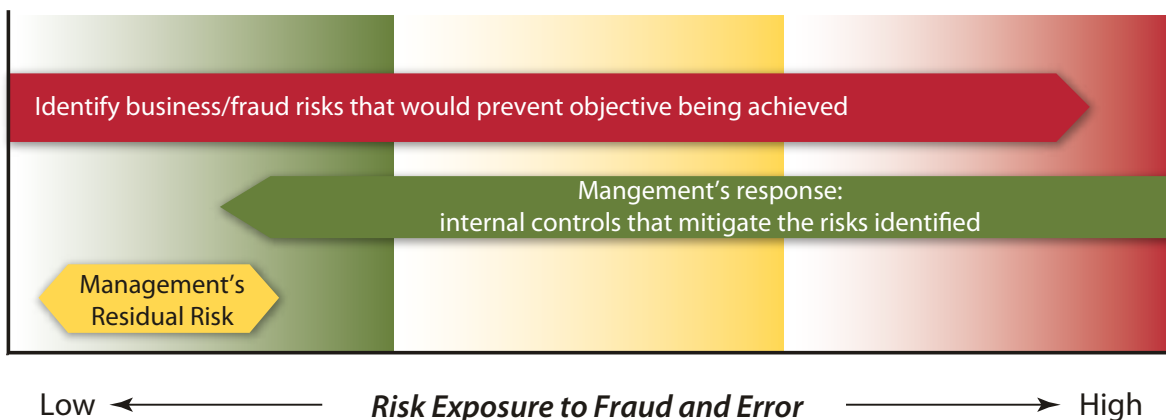 Identify business/fraud risks that would prevent objective being achieved
Mangement’s response:
internal controls that mitigate the risks identified
Management’s
Residual Risk
Low
Risk Exposure to Fraud and Error
High